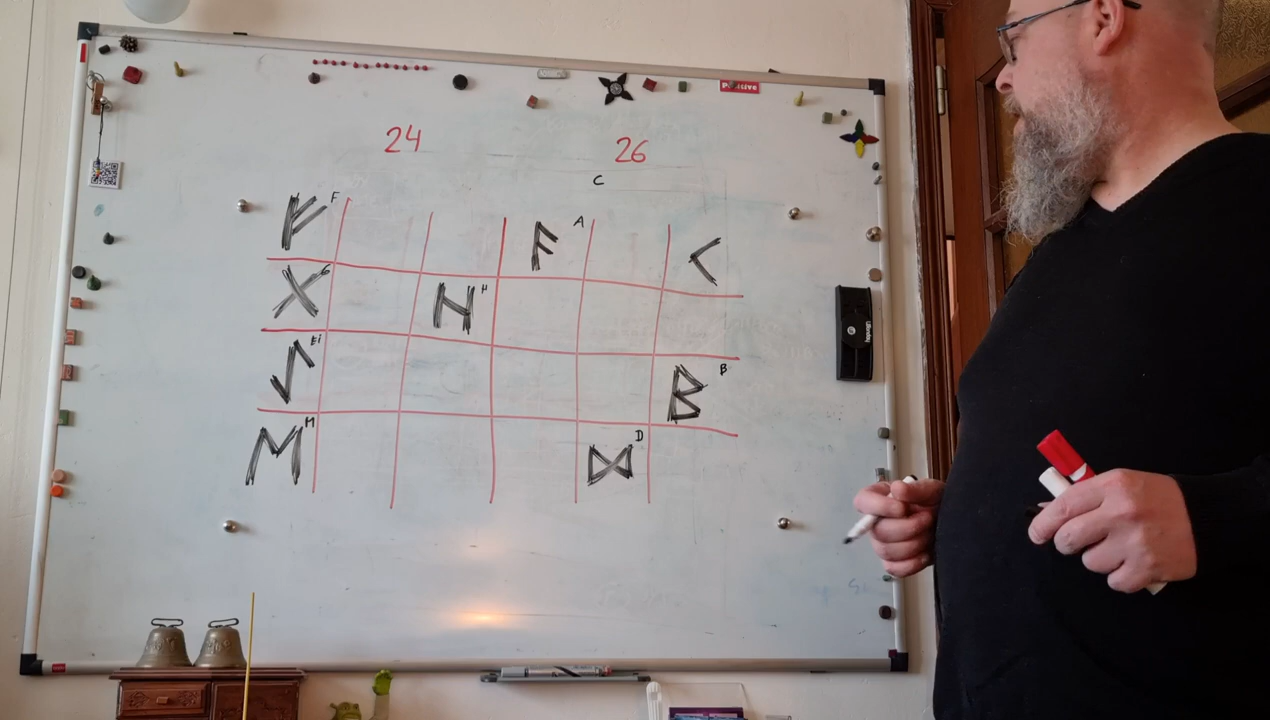 Positive
24 26
C
ᚠ F ᚨ A ᚲ
ᚷ G ᚺ H
ᛇ Ei ᛒ B
ᛗ M ᛞ D